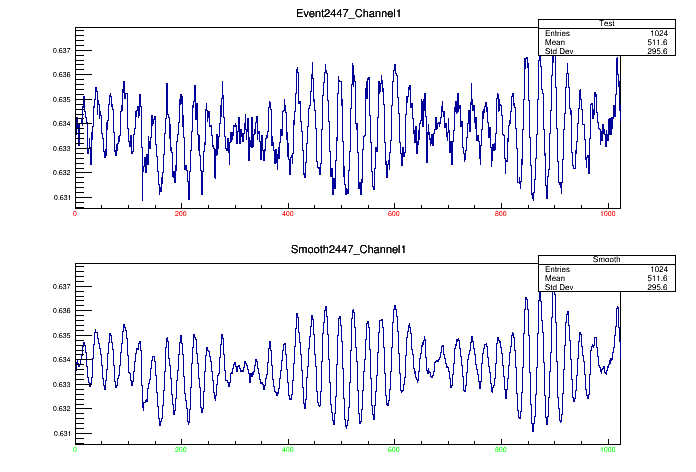 Event2447_Channel1
Test
Entries 1024
Mean 511.6
Std Dev 295.6
0.637
0.636
0.635
0.634
0.633
0.632
0.631
0 200 400 600 800 1000
Smooth2447_Channel1
Smooth
Entries 1024
Mean 511.6
Std Dev 295.6
0.637
0.636
0.635
0.634
0.633
0.632
0.631
0 200 400 600 800 1000